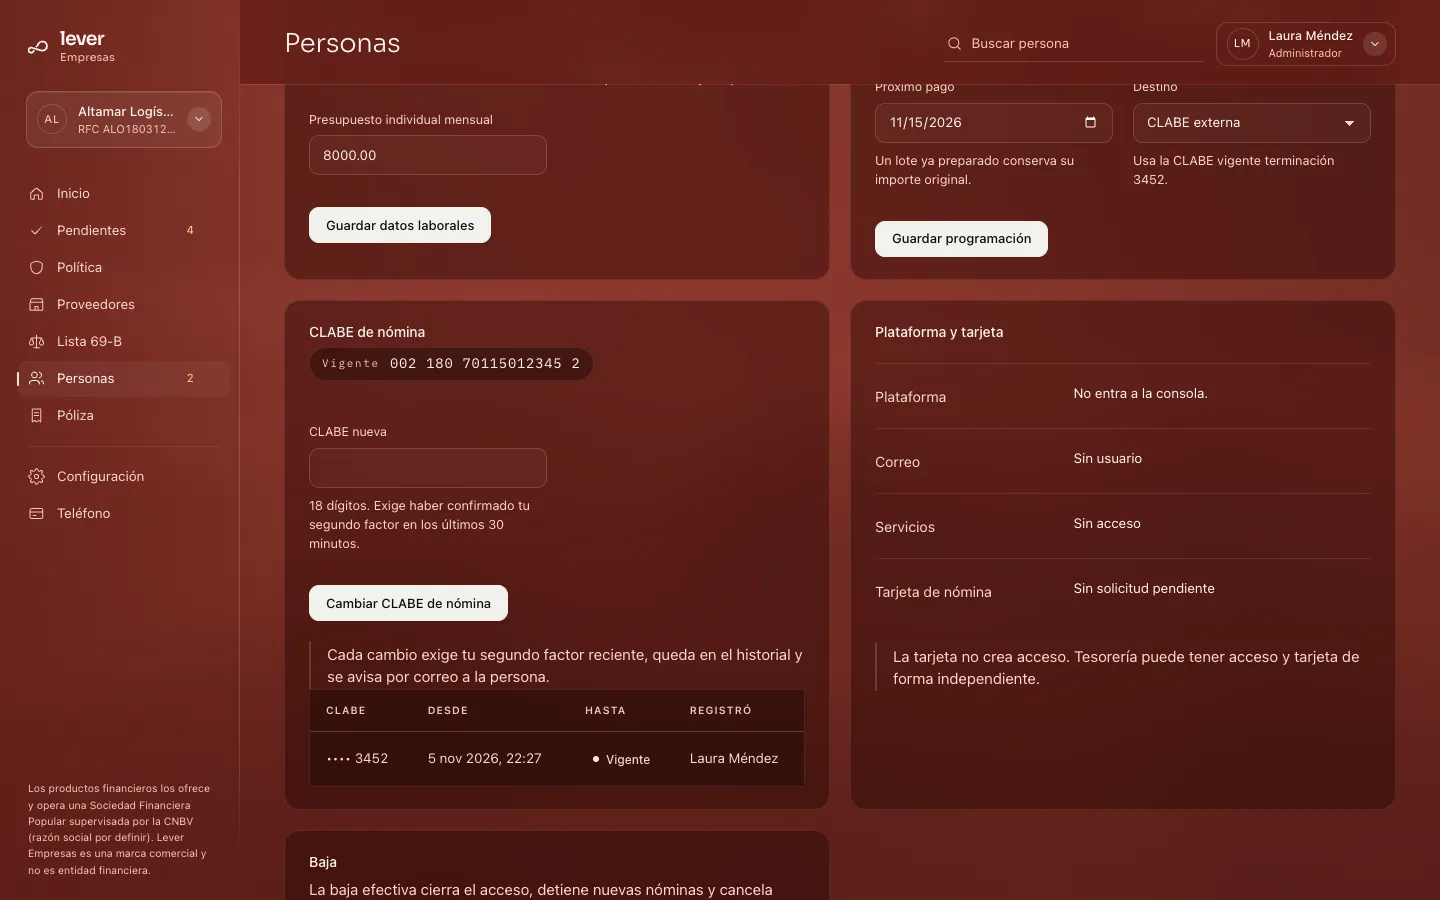 lever
Empresas
AL
Altamar Logís...
RFC ALO180312...
Inicio
Pendientes 4
Política
Proveedores
Lista 69-B
Personas 2
Póliza
Configuración
Teléfono
Los productos financieros los ofrece
y opera una Sociedad Financiera
Popular supervisada por la CNBV
(razón social por definir). Lever
Empresas es una marca comercial y
no es entidad financiera.
Personas
Buscar persona
LM
Laura Méndez
Administrador
Presupuesto individual mensual
8000.00
Guardar datos laborales
Próximo pago
11/15/2026
Un lote ya preparado conserva su
importe original.
Destino
CLABE externa
Usa la CLABE vigente terminación
3452.
Guardar programación
CLABE de nómina
Vigente 002 180 70115012345 2
CLABE nueva
18 dígitos. Exige haber confirmado tu
segundo factor en los últimos 30
minutos.
Cambiar CLABE de nómina
Cada cambio exige tu segundo factor reciente, queda en el historial y
se avisa por correo a la persona.
CLABE DESDE HASTA REGISTRÓ
•••• 3452 5 nov 2026, 22:27 Vigente Laura Méndez
Plataforma y tarjeta
Plataforma No entra a la consola.
Correo Sin usuario
Servicios Sin acceso
Tarjeta de nómina Sin solicitud pendiente
La tarjeta no crea acceso. Tesorería puede tener acceso y tarjeta de
forma independiente.
Baja
La baja efectiva cierra el acceso, detiene nuevas nóminas y cancela